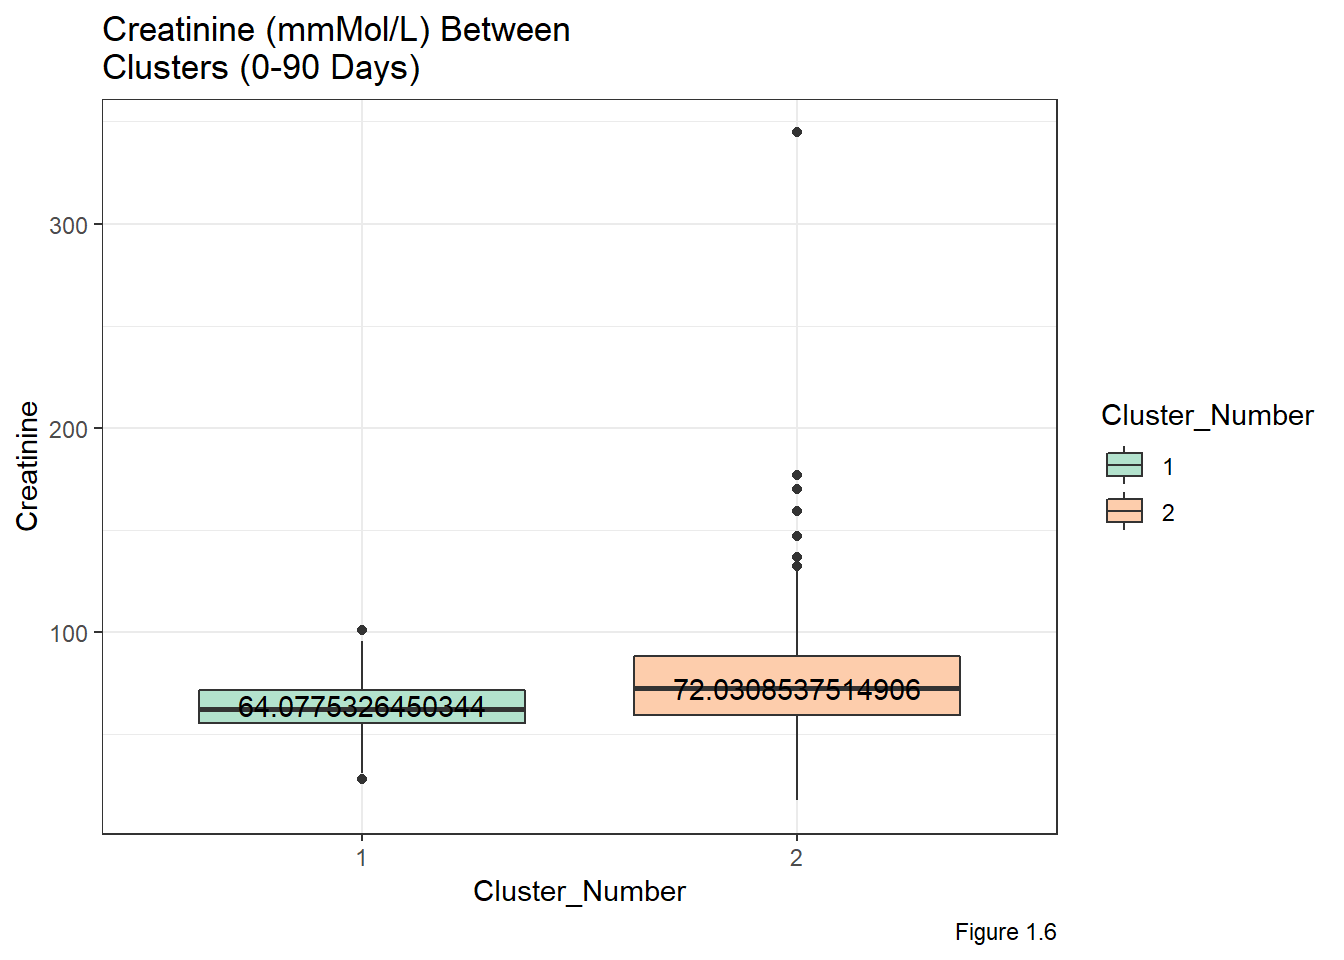 Creatinine (mmMol/L) Between
Clusters (0-90 Days)
300
200
100
Creatinine
64.0775326450344
72.0308537514906
1
2
Cluster_Number
Cluster_Number
1
2
Figure 1.6